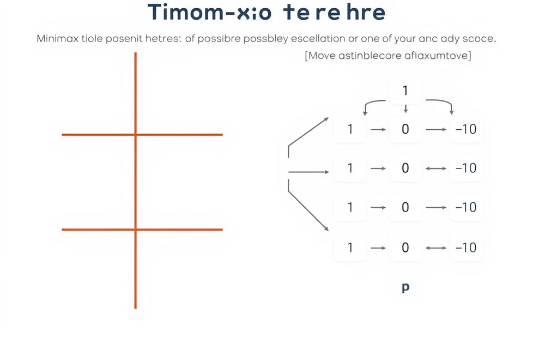 Timom-x:o te re hre
Minimax tiole posenit hetres: of possibre possbley escellation or one of your anc ady scoce.
[Move astinblecore aflaxumtove]
1
1 0 -10
1 0 -10
1 0 -10
1 0 -10
p